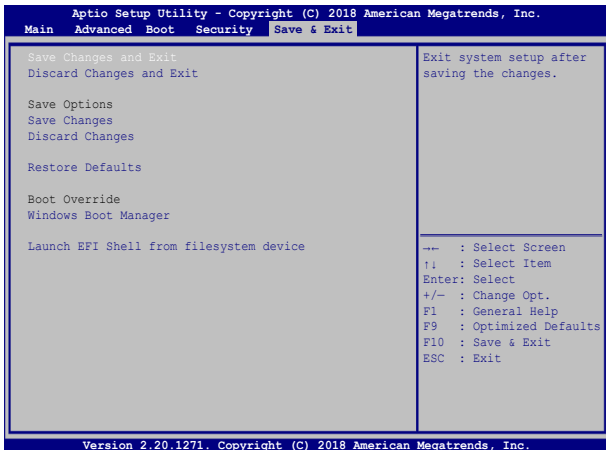 Aptio Setup Utility - Copyright (C) 2018 American Megatrends, Inc.
Main Advanced Boot Security Save & Exit
Save Changes and Exit
Discard Changes and Exit
Save Options
Save Changes
Discard Changes
Restore Defaults
Boot Override
Windows Boot Manager
Launch EFI Shell from filesystem device
Exit system setup after
saving the changes.
→← : Select Screen
↑↓ : Select Item
Enter: Select
+/— : Change Opt.
F1 : General Help
F9 : Optimized Defaults
F10 : Save & Exit
ESC : Exit
Version 2.20.1271. Copyright (C) 2018 American Megatrends, Inc.